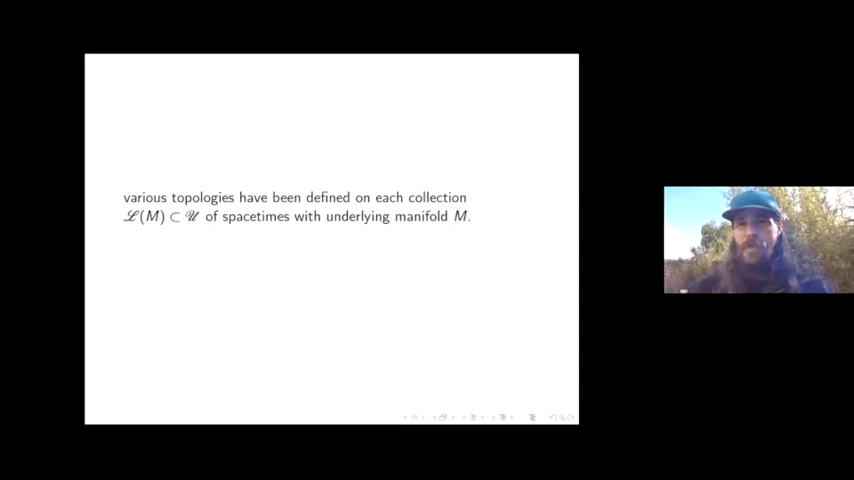 various topologies have been defined on each collection
ℒ(M) ⊂ 𝒰 of spacetimes with underlying manifold M.